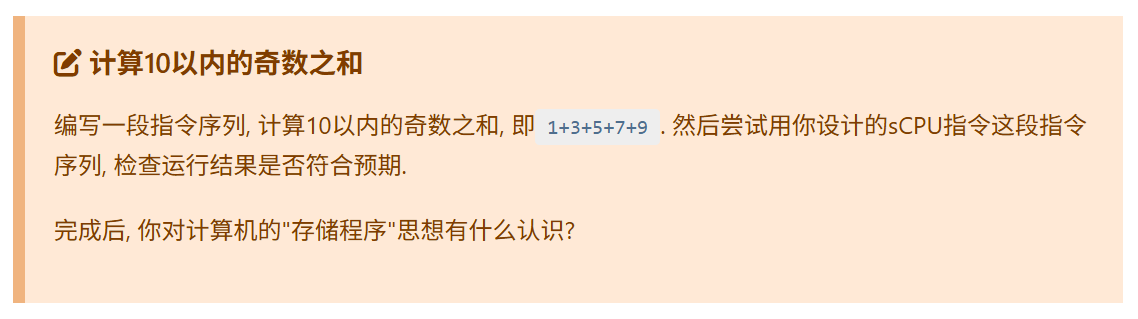 计算10以内的奇数之和
编写一段指令序列, 计算10以内的奇数之和, 即 1+3+5+7+9 . 然后尝试用你设计的sCPU指令这段指令
序列, 检查运行结果是否符合预期.
完成后, 你对计算机的"存储程序"思想有什么认识?